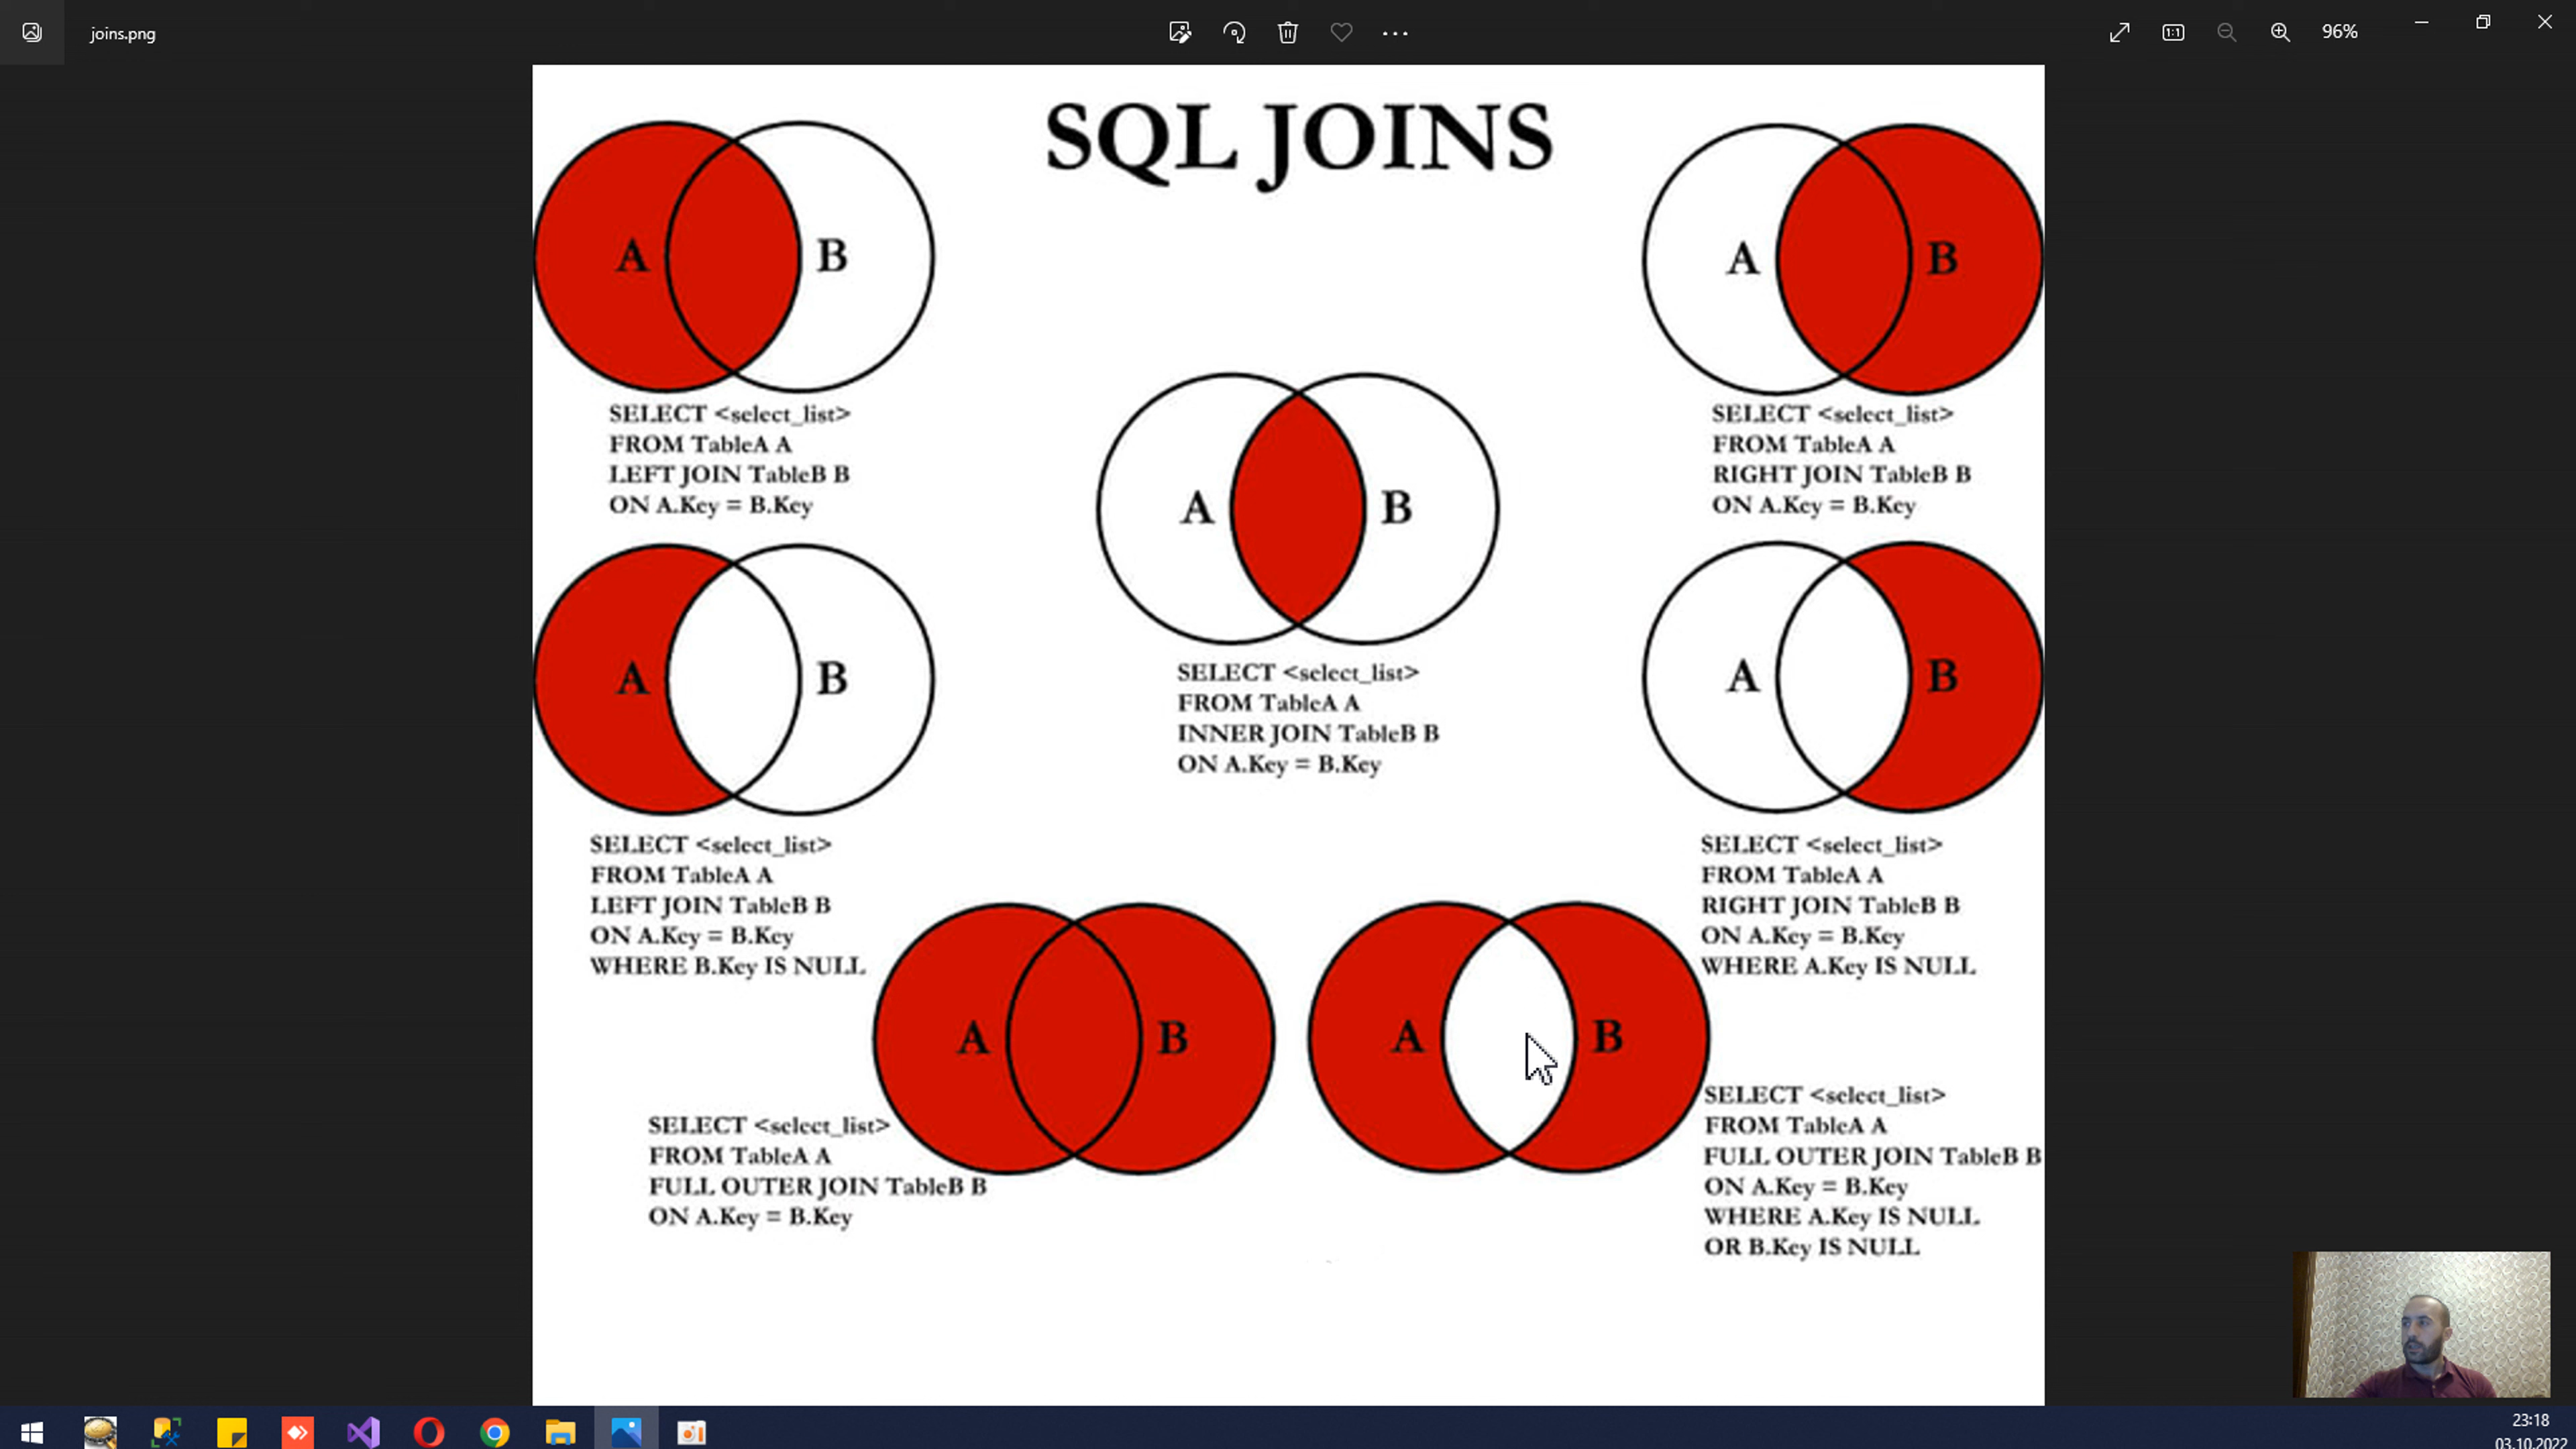 joins.png
96%
SQL JOINS
A
B
SELECT <select_list>
FROM TableA A
LEFT JOIN TableB B
ON A.Key = B.Key
A
B
SELECT <select_list>
FROM TableA A
RIGHT JOIN TableB B
ON A.Key = B.Key
A
B
SELECT <select_list>
FROM TableA A
INNER JOIN TableB B
ON A.Key = B.Key
A
B
SELECT <select_list>
FROM TableA A
LEFT JOIN TableB B
ON A.Key = B.Key
WHERE B.Key IS NULL
A
B
SELECT <select_list>
FROM TableA A
RIGHT JOIN TableB B
ON A.Key = B.Key
WHERE A.Key IS NULL
A
B
SELECT <select_list>
FROM TableA A
FULL OUTER JOIN TableB B
ON A.Key = B.Key
A
B
SELECT <select_list>
FROM TableA A
FULL OUTER JOIN TableB B
ON A.Key = B.Key
WHERE A.Key IS NULL
OR B.Key IS NULL
23:18
03.10.2022